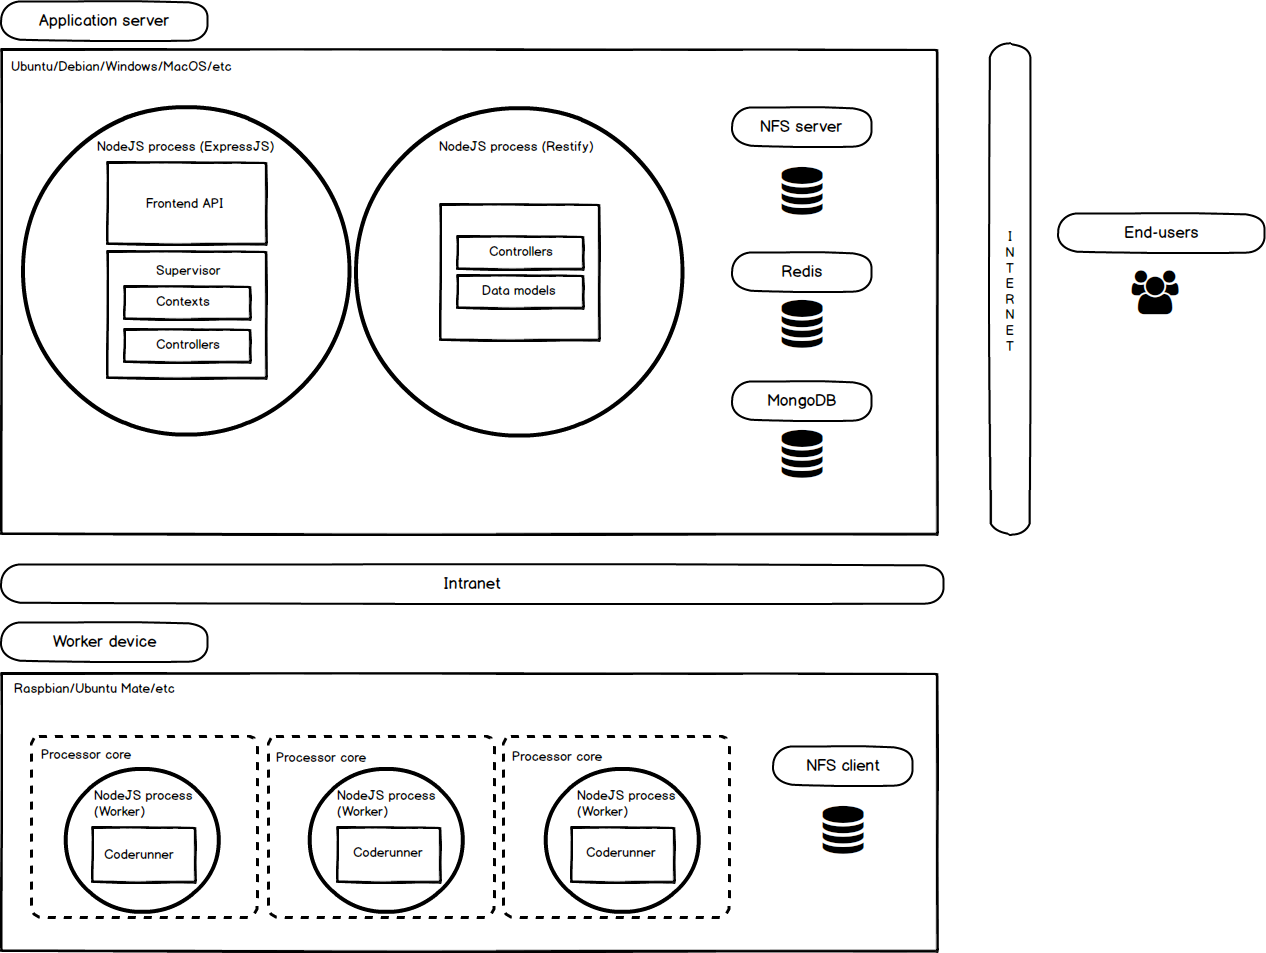 Application server
Ubuntu/Debian/Windows/MacOS/etc
NodeJS process (ExpressJS)
Frontend API
Supervisor
Contexts
Controllers
NodeJS process (Restify)
Controllers
Data models
NFS server
Redis
MongoDB
INTERNET
End-users
Intranet
Worker device
Raspbian/Ubuntu Mate/etc
Processor core
NodeJS process
(Worker)
Coderunner
Processor core
NodeJS process
(Worker)
Coderunner
Processor core
NodeJS process
(Worker)
Coderunner
NFS client